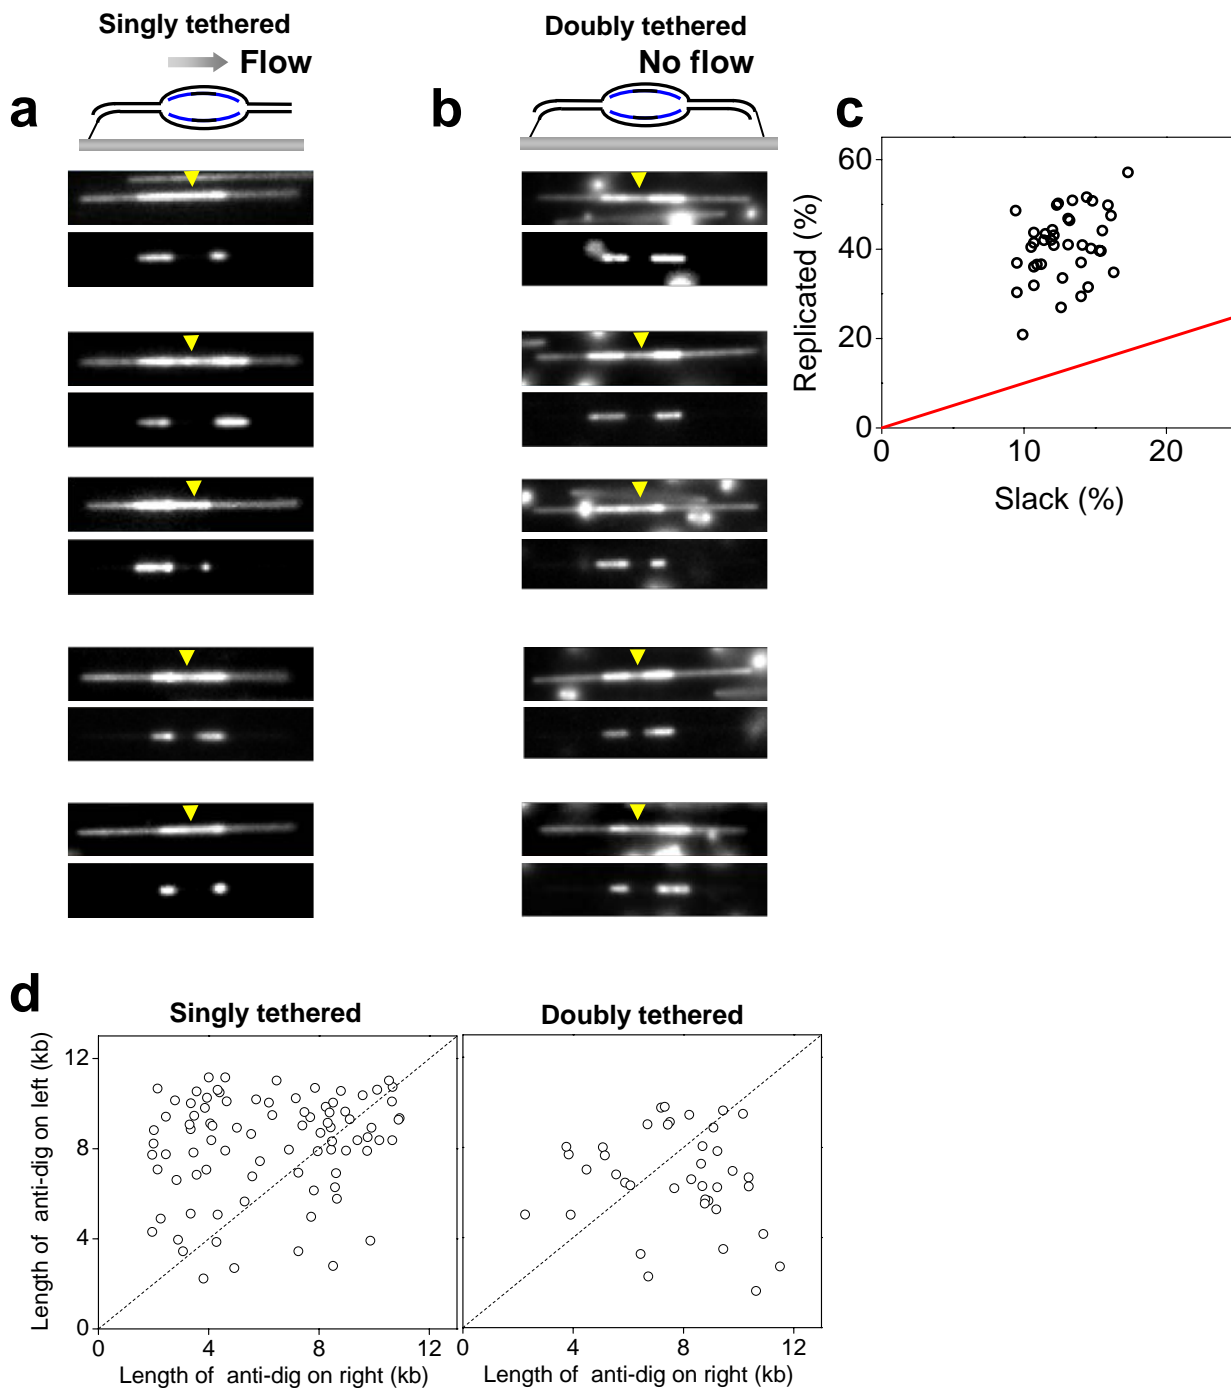 Singly tethered
Flow
a
Doubly tethered
No flow
b
c
Replicated (%)
60
40
20
0
0 10 20
Slack (%)
d
Singly tethered
Length of anti-dig on left (kb)
12
8
4
0
0 4 8 12
Length of anti-dig on right (kb)
Doubly tethered
0 4 8 12
Length of anti-dig on right (kb)